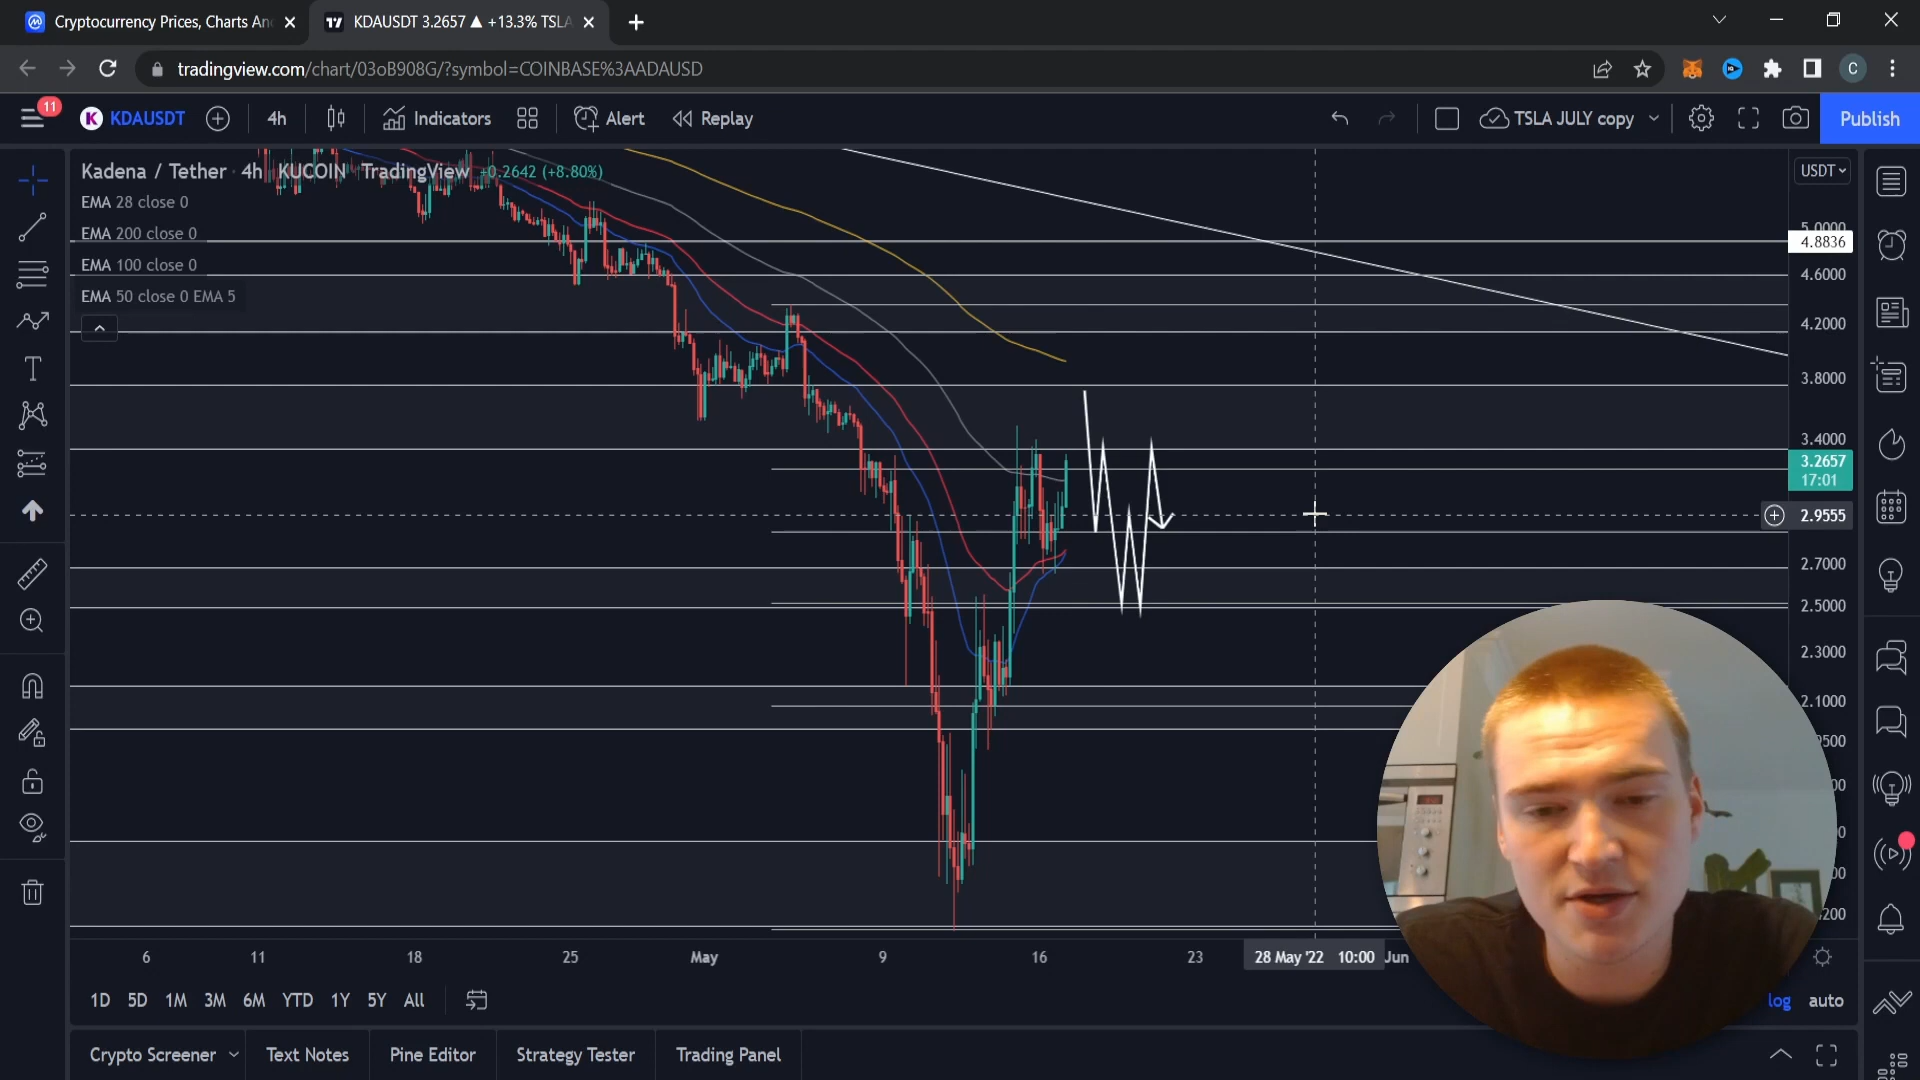 Cryptocurrency Prices, Charts An
KDAUSDT 3.2657 ▲ +13.3% TSLA
tradingview.com/chart/03oB908G/?symbol=COINBASE%3AADAUSD
C
11
KDAUSDT
4h
Indicators
Alert
Replay
TSLA JULY copy
Publish
Kadena / Tether · 4h KUCOIN TradingView +0.2642 (+8.80%)
USDT
EMA 28 close 0
EMA 200 close 0
EMA 100 close 0
EMA 50 close 0 EMA 5
5.0000
4.8836
4.6000
4.2000
3.8000
3.4000
3.2657
17:01
2.9555
2.7000
2.5000
2.3000
2.1000
6
11
18
25
May
9
16
23
28 May '22 10:00
Jun
1D 5D 1M 3M 6M YTD 1Y 5Y All
log auto
Crypto Screener
Text Notes
Pine Editor
Strategy Tester
Trading Panel